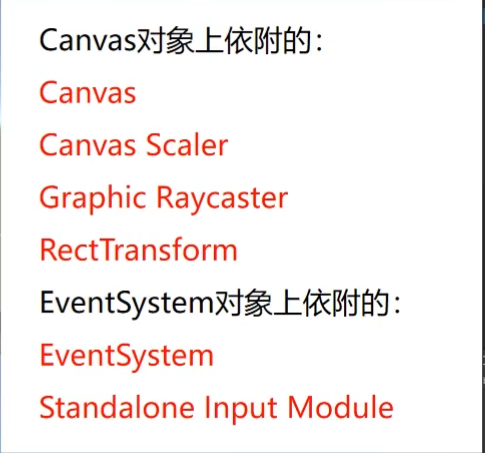 Canvas对象上依附的：
Canvas
Canvas Scaler
Graphic Raycaster
RectTransform
EventSystem对象上依附的：
EventSystem
Standalone Input Module